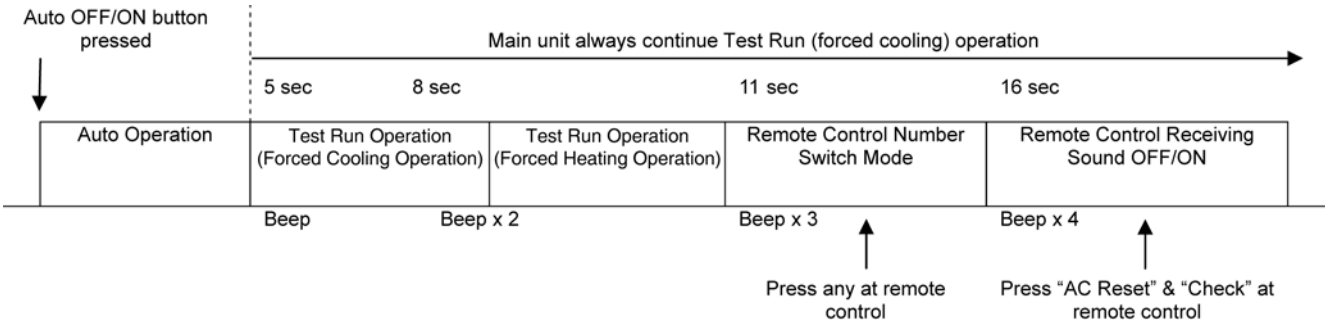 Auto OFF/ON button
pressed
Main unit always continue Test Run (forced cooling) operation
5 sec
8 sec
11 sec
16 sec
Auto Operation
Test Run Operation
(Forced Cooling Operation)
Test Run Operation
(Forced Heating Operation)
Remote Control Number
Switch Mode
Remote Control Receiving
Sound OFF/ON
Beep
Beep x 2
Beep x 3
Beep x 4
Press any at remote
control
Press “AC Reset” & “Check” at
remote control